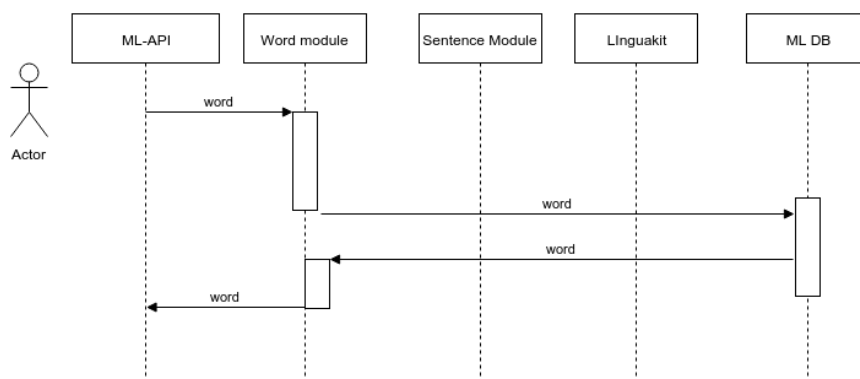 ML-API
Word module
Sentence Module
LInguakit
ML DB
word
Actor
word
word
word